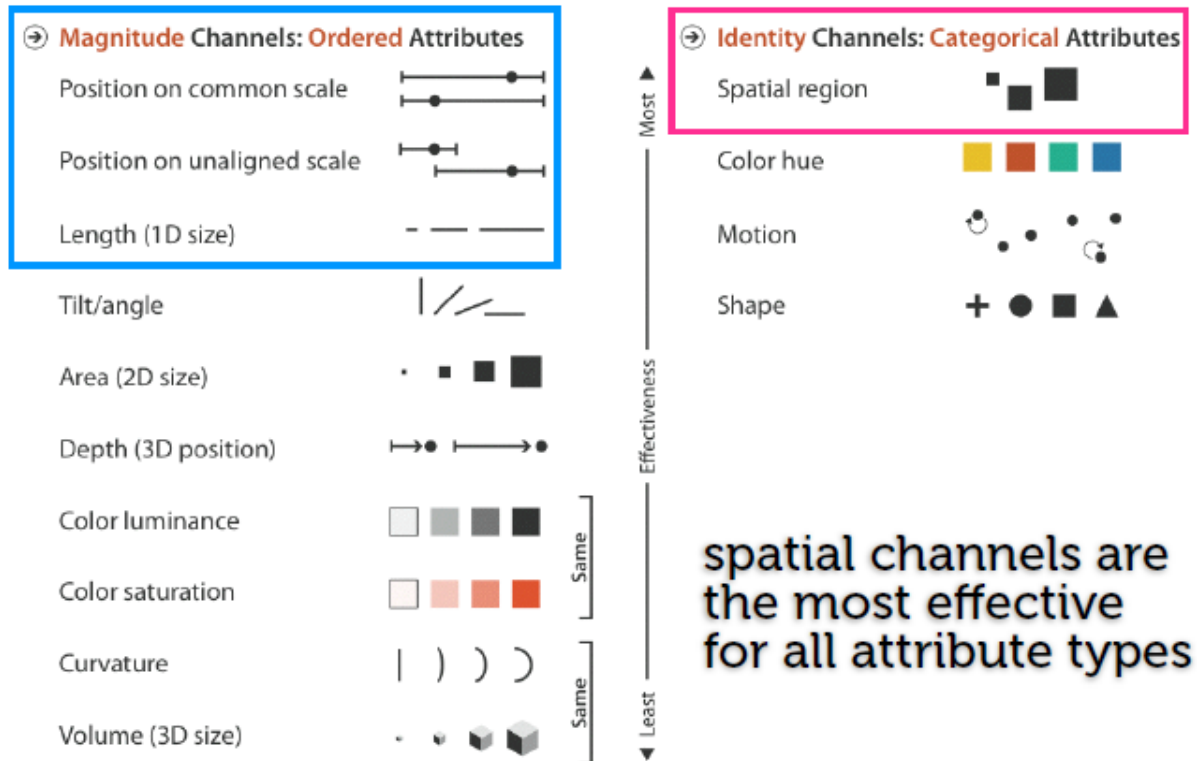 Magnitude Channels: Ordered Attributes
Position on common scale
Position on unaligned scale
Length (1D size)
Tilt/angle
Area (2D size)
Depth (3D position)
Color luminance
Color saturation
Same
Curvature
Volume (3D size)
Same
Most
Effectiveness
Least
Identity Channels: Categorical Attributes
Spatial region
Color hue
Motion
Shape
spatial channels are
the most effective
for all attribute types